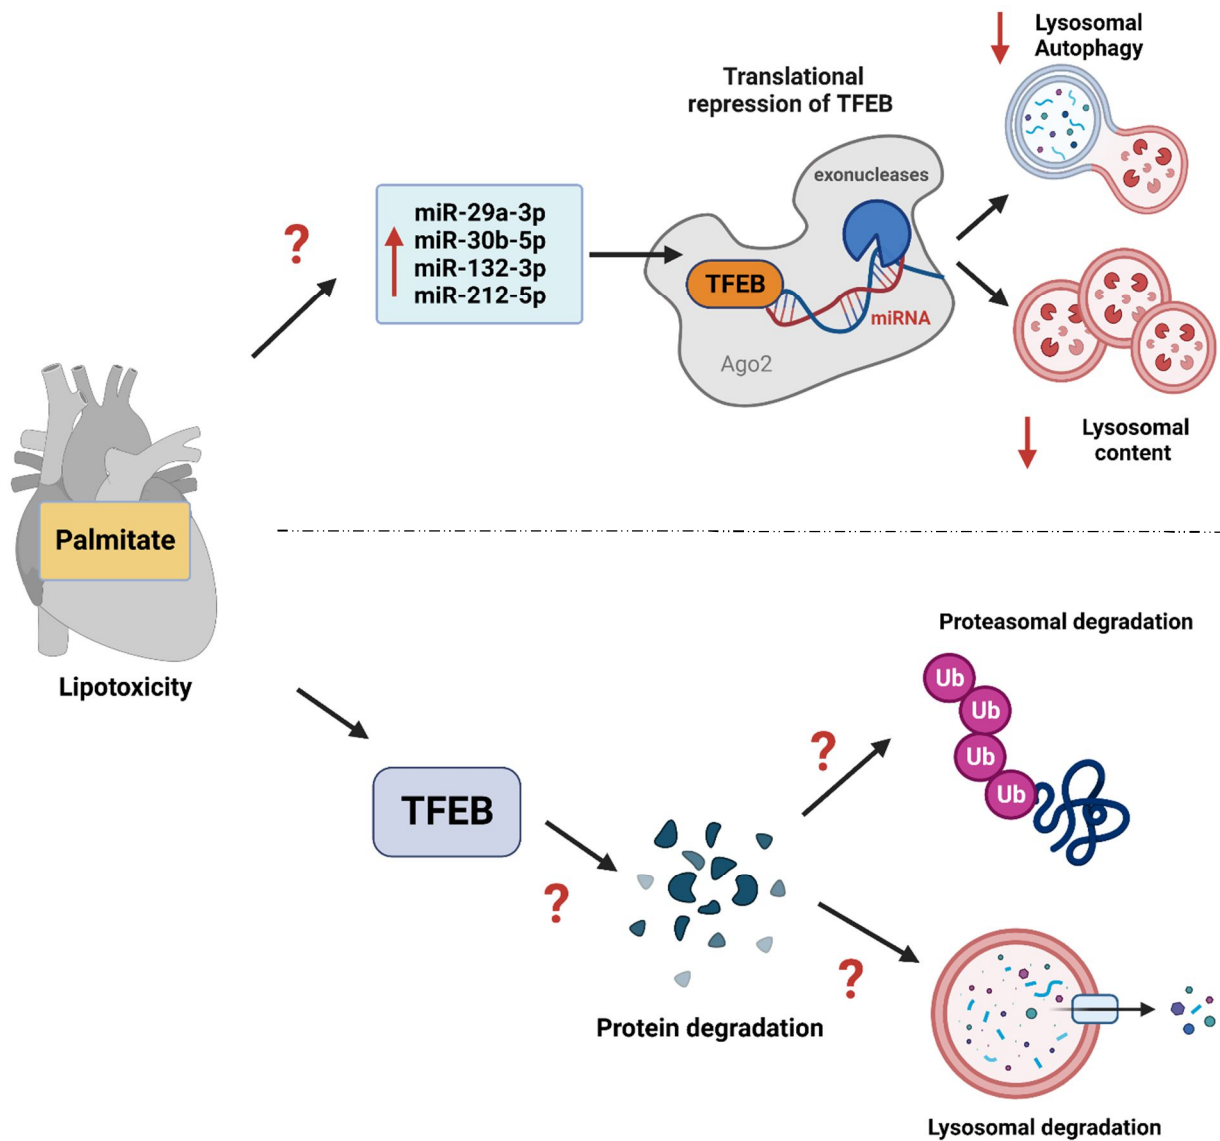 Lysosomal
Autophagy
Translational
repression of TFEB
exonucleases
?
miR-29a-3p
miR-30b-5p
miR-132-3p
miR-212-5p
TFEB
miRNA
Ago2
Lysosomal
content
Palmitate
Lipotoxicity
Proteasomal degradation
Ub
Ub
Ub
Ub
?
TFEB
?
?
Protein degradation
Lysosomal degradation